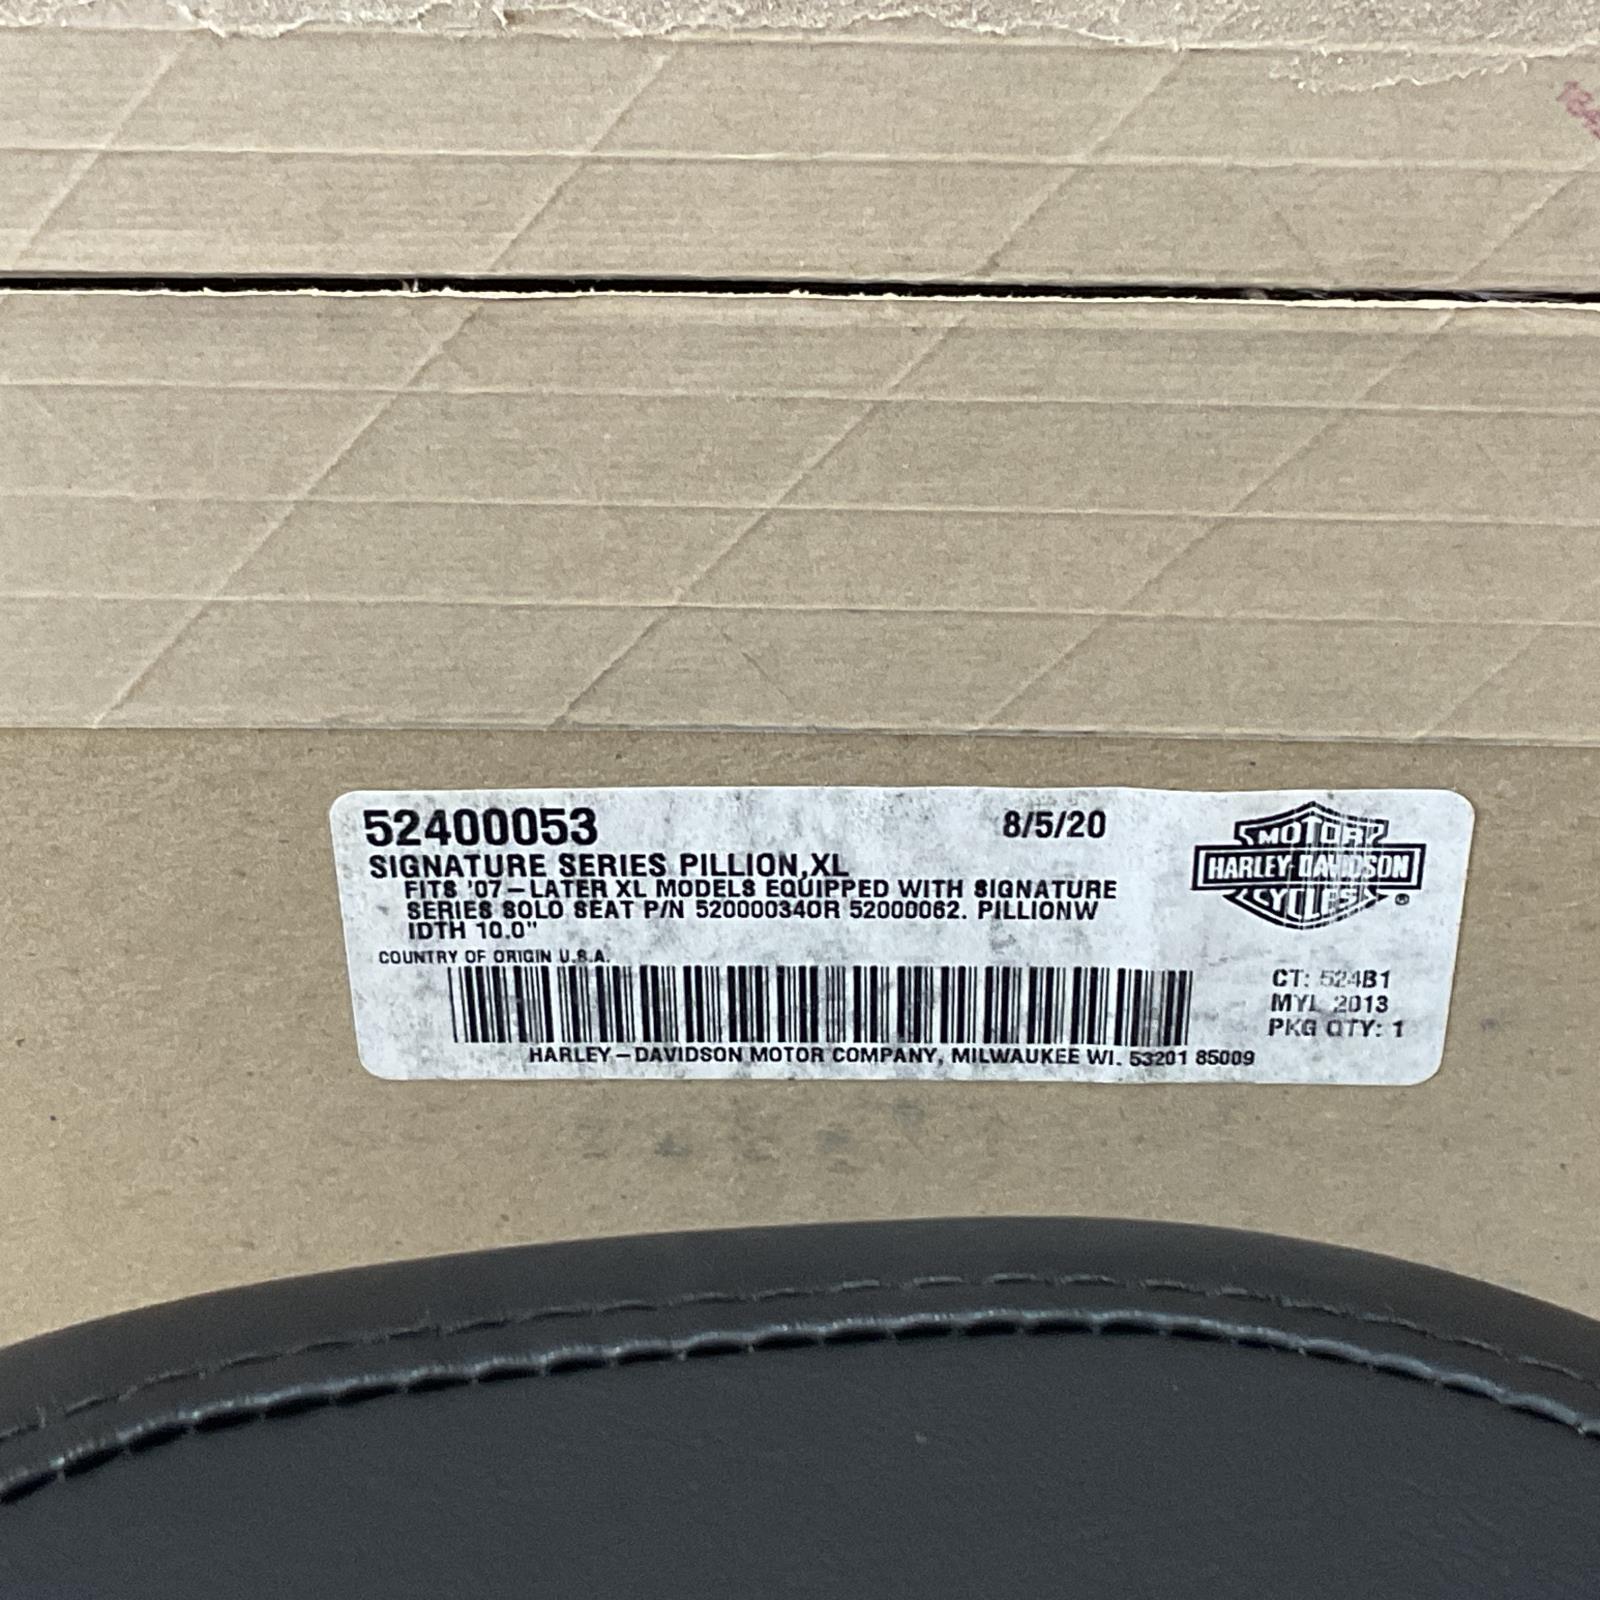 52400053 8/5/20
SIGNATURE SERIES PILLION,XL
FITS '07-LATER XL MODELS EQUIPPED WITH SIGNATURE
SERIES SOLO SEAT P/N 52000034OR 52000062. PILLIONW
IDTH 10.0"
COUNTRY OF ORIGIN U.S.A.
MOTOR
HARLEY-DAVIDSON
CYCLES
®
CT: 524B1
MYL 2013
PKG QTY: 1
HARLEY-DAVIDSON MOTOR COMPANY, MILWAUKEE WI. 53201 85009